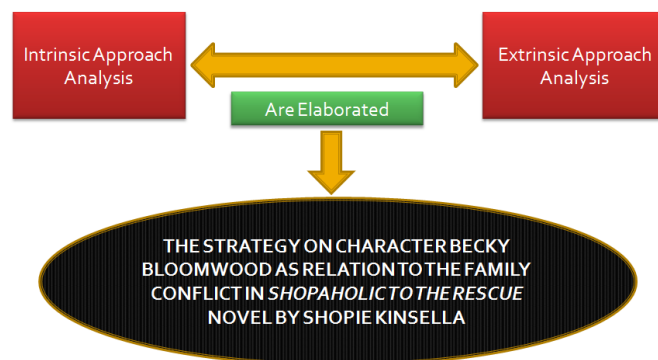 Intrinsic Approach
Analysis
Extrinsic Approach
Analysis
Are Elaborated
THE STRATEGY ON CHARACTER BECKY
BLOOMWOOD AS RELATION TO THE FAMILY
CONFLICT IN SHOPAHOLIC TO THE RESCUE
NOVEL BY SHOPIE KINSELLA